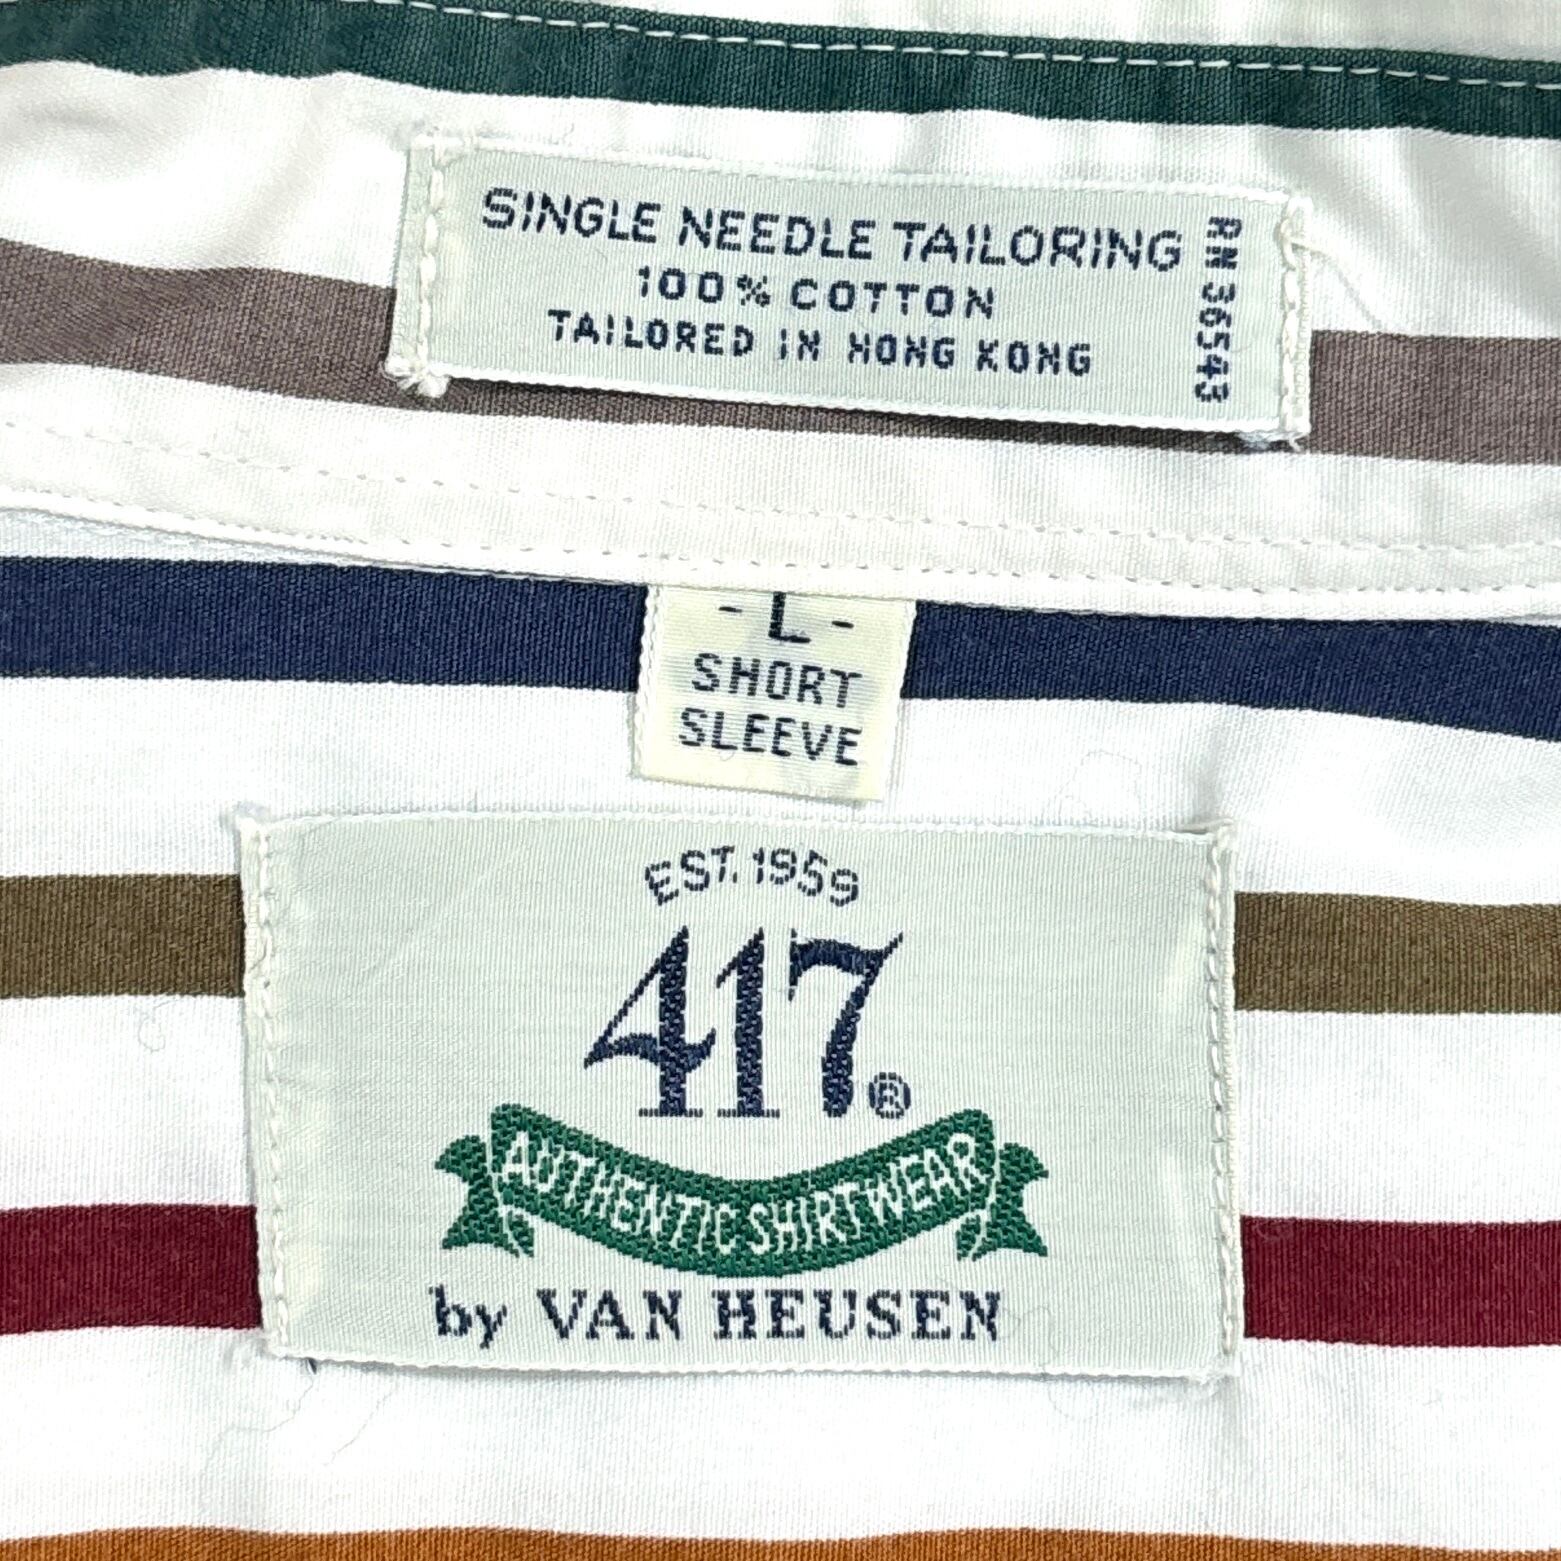 SINGLE NEEDLE TAILORING
100% COTTON
TAILORED IN HONG KONG
RN 36543
- L -
SHORT
SLEEVE
EST. 1959
417®
AUTHENTIC SHIRTWEAR
by VAN HEUSEN